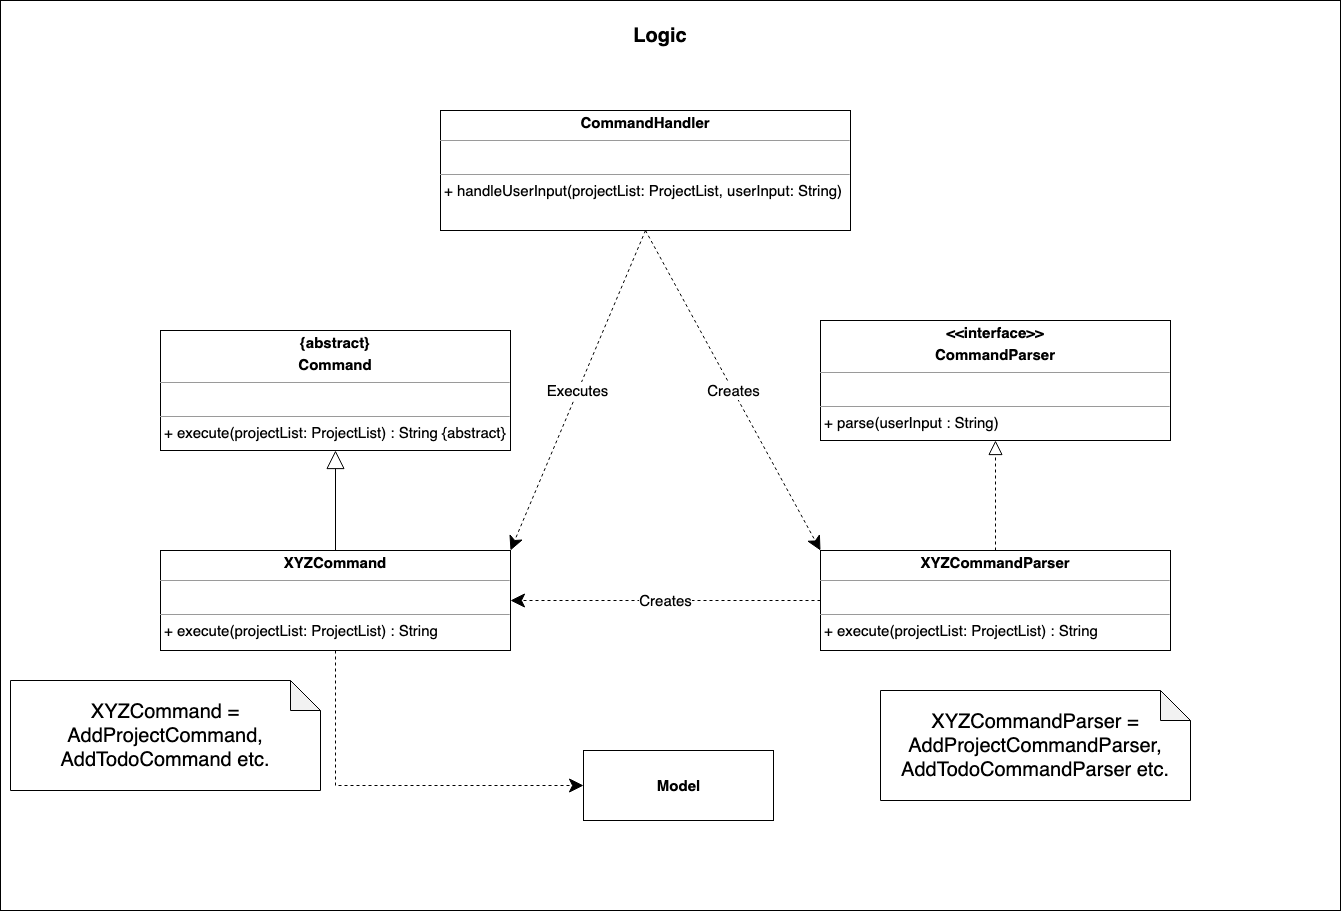 Logic
CommandHandler
+ handleUserInput(projectList: ProjectList, userInput: String)
{abstract}
Command
+ execute(projectList: ProjectList) : String {abstract}
<<interface>>
CommandParser
+ parse(userInput : String)
Executes
Creates
XYZCommand
+ execute(projectList: ProjectList) : String
Creates
XYZCommandParser
+ execute(projectList: ProjectList) : String
XYZCommand =
AddProjectCommand,
AddTodoCommand etc.
Model
XYZCommandParser =
AddProjectCommandParser,
AddTodoCommandParser etc.